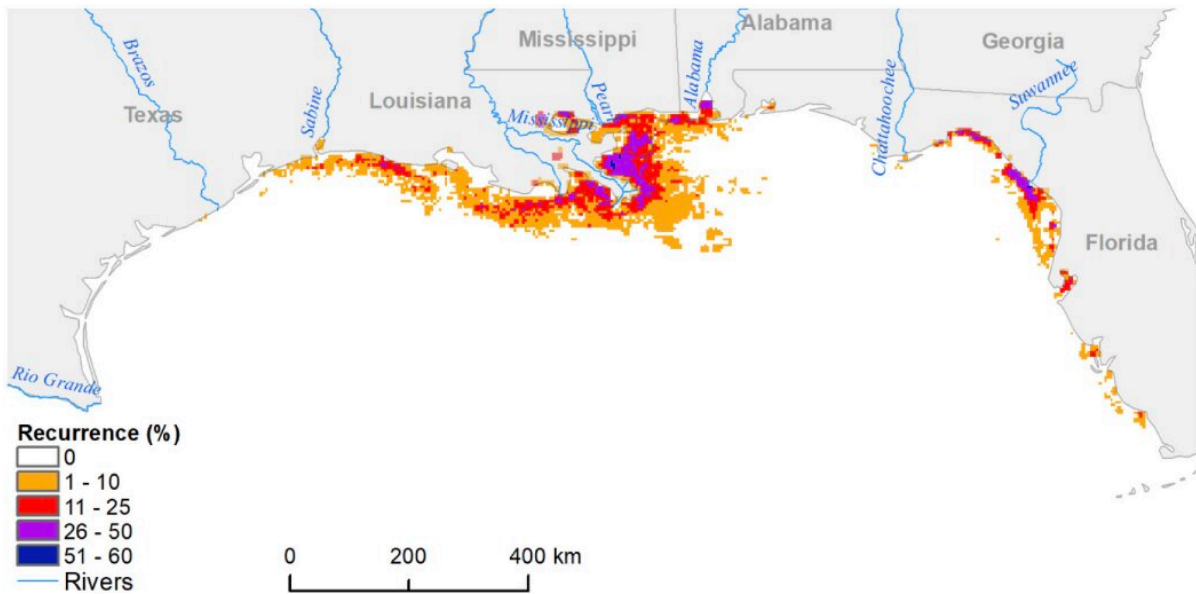 Mississippi
Alabama
Georgia
Brazos
Sabine
Pearl
Alabama
Chattahoochee
Suwannee
Texas
Louisiana
Mississippi
Florida
Rio Grande
Recurrence (%)
0
1 - 10
11 - 25
26 - 50
51 - 60
Rivers
0 200 400 km